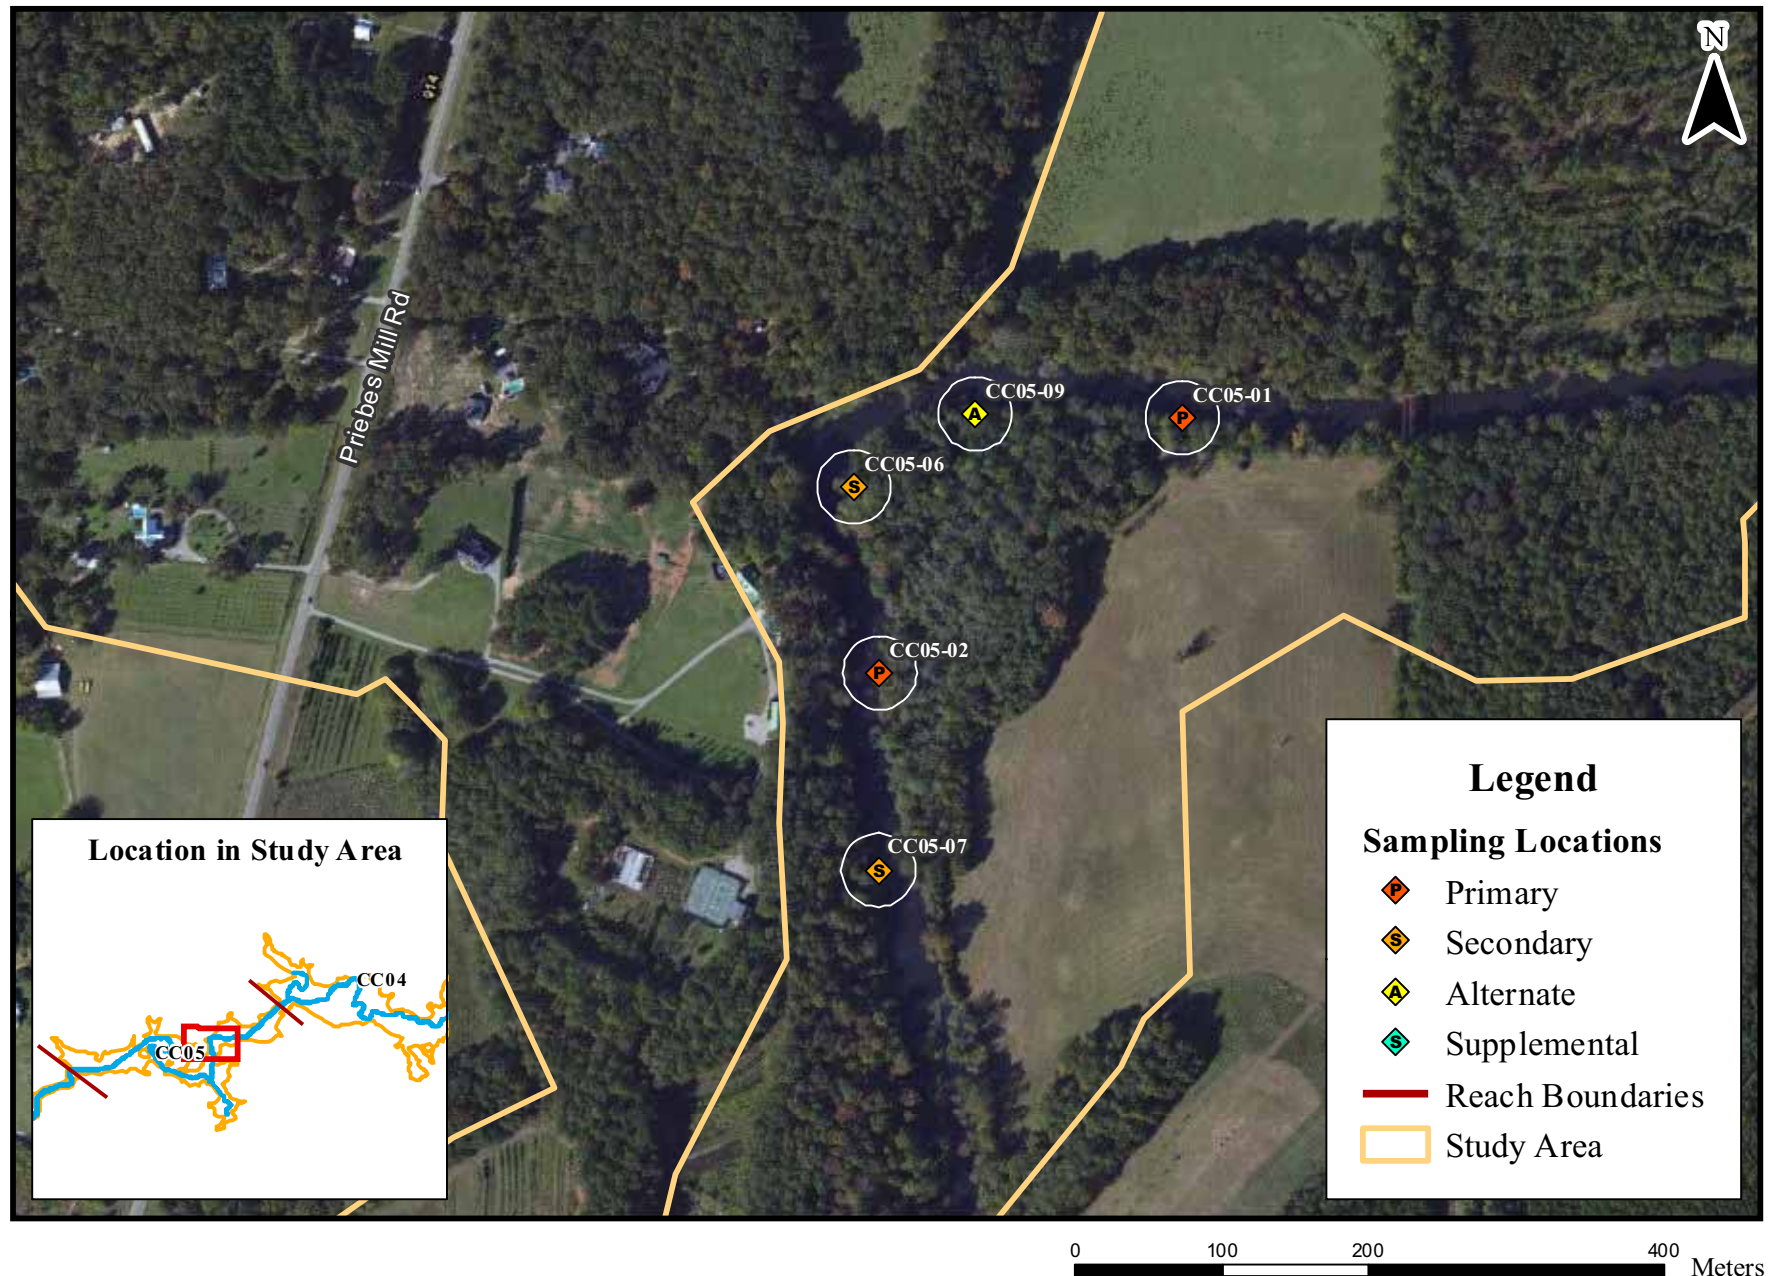 N
014
Priebes Mill Rd
A
CC05-09
P
CC05-01
S
CC05-06
P
CC05-02
S
CC05-07
Location in Study Area
CC04
CC05
Legend
Sampling Locations
P Primary
S Secondary
A Alternate
S Supplemental
Reach Boundaries
Study Area
0 100 200 400 Meters